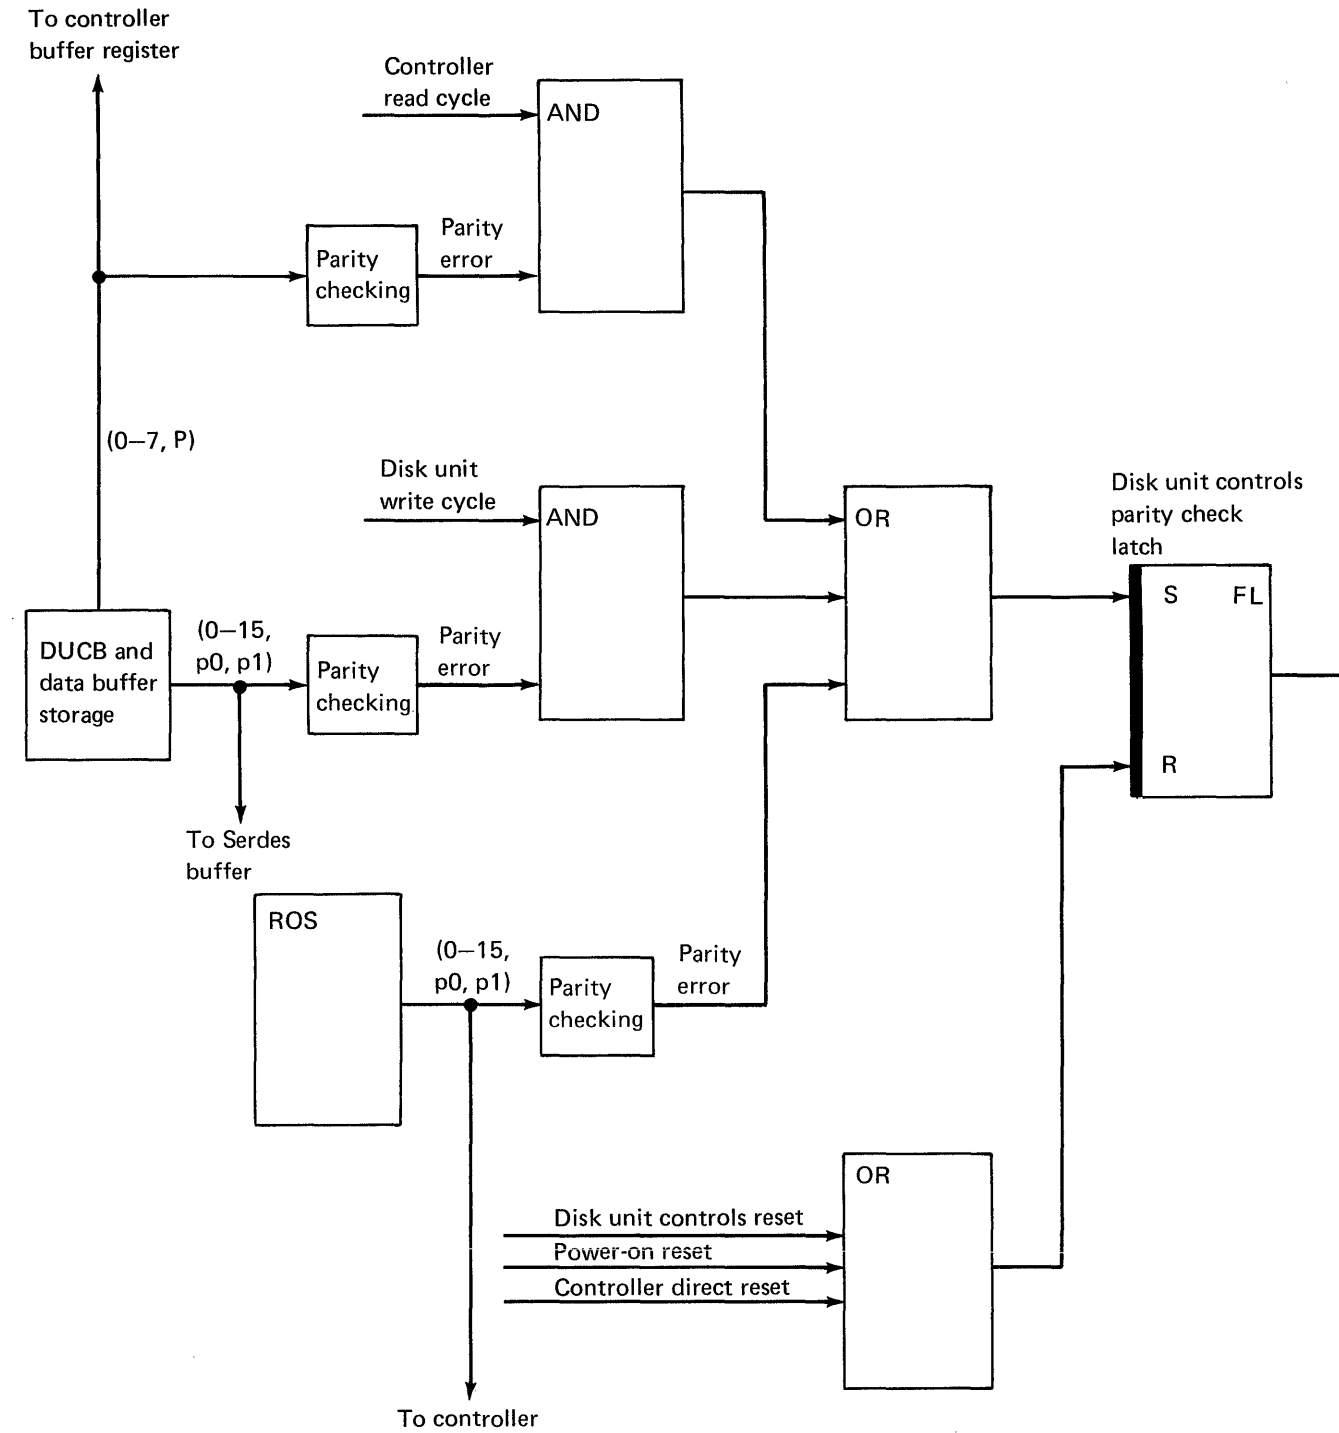 To controller
buffer register
Controller
read cycle
AND
Parity
error
Parity
checking
(0–7, P)
Disk unit
write cycle
AND
OR
Disk unit controls
parity check
latch
S
FL
R
DUCB and
data buffer
storage
(0–15,
p0, p1)
Parity
checking
Parity
error
To Serdes
buffer
ROS
(0–15,
p0, p1)
Parity
checking
Parity
error
OR
Disk unit controls reset
Power-on reset
Controller direct reset
To controller